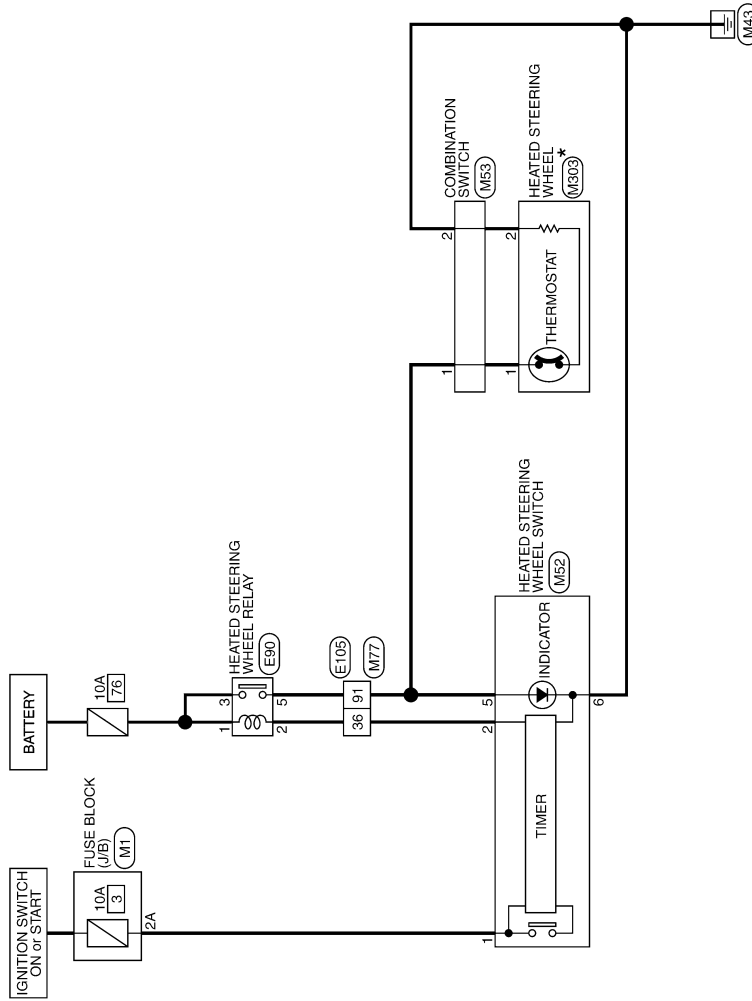 IGNITION SWITCH
ON or START
BATTERY
FUSE BLOCK
(J/B)
M1
10A
3
2A
10A
76
HEATED STEERING
WHEEL RELAY
E90
1
3
2
5
E105
M77
36
91
HEATED STEERING
WHEEL SWITCH
M52
1
2
5
TIMER
INDICATOR
6
COMBINATION
SWITCH
M53
1
2
HEATED STEERING
WHEEL *
M303
1
2
THERMOSTAT
M43